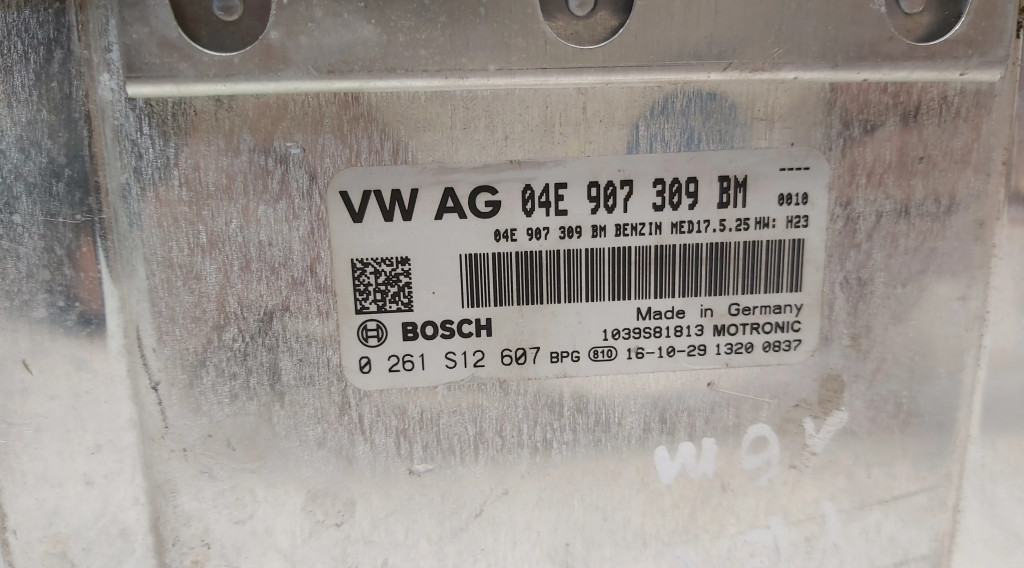 ----
VW AG 04E 907 309 BM 0010
04E 907 309 BM BENZIN MED17.5.25 HW: H23
Made in Germany
BOSCH 1039S81813 MOTRONIC
0 261 S12 607 BPG 810 16-10-29 1320 0837